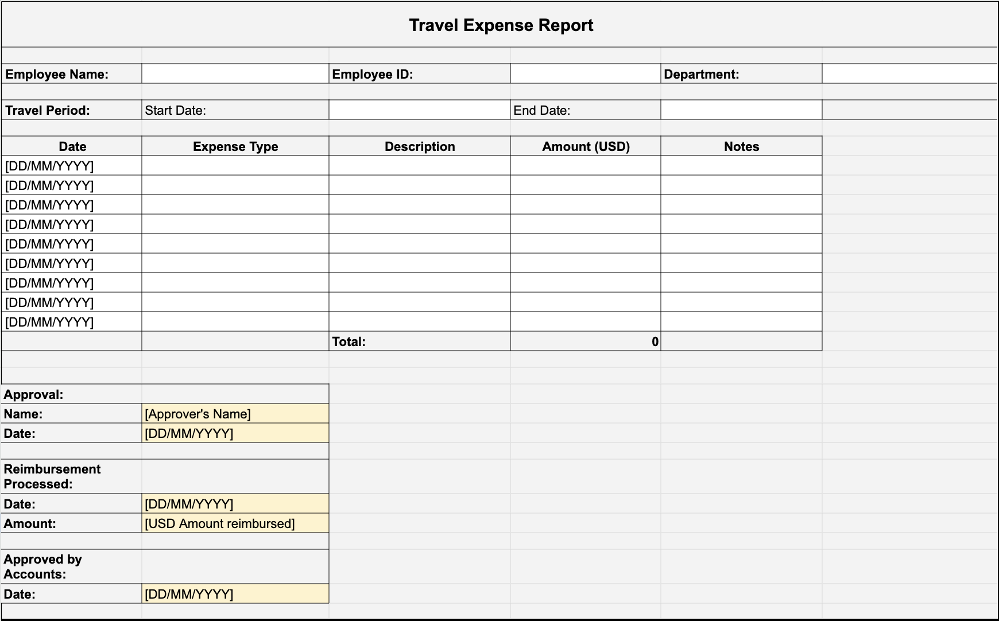 Travel Expense Report
Employee Name: Employee ID: Department:
Travel Period: Start Date: End Date:
Date Expense Type Description Amount (USD) Notes
[DD/MM/YYYY]
[DD/MM/YYYY]
[DD/MM/YYYY]
[DD/MM/YYYY]
[DD/MM/YYYY]
[DD/MM/YYYY]
[DD/MM/YYYY]
[DD/MM/YYYY]
[DD/MM/YYYY]
Total: 0
Approval:
Name: [Approver's Name]
Date: [DD/MM/YYYY]
Reimbursement
Processed:
Date: [DD/MM/YYYY]
Amount: [USD Amount reimbursed]
Approved by
Accounts:
Date: [DD/MM/YYYY]